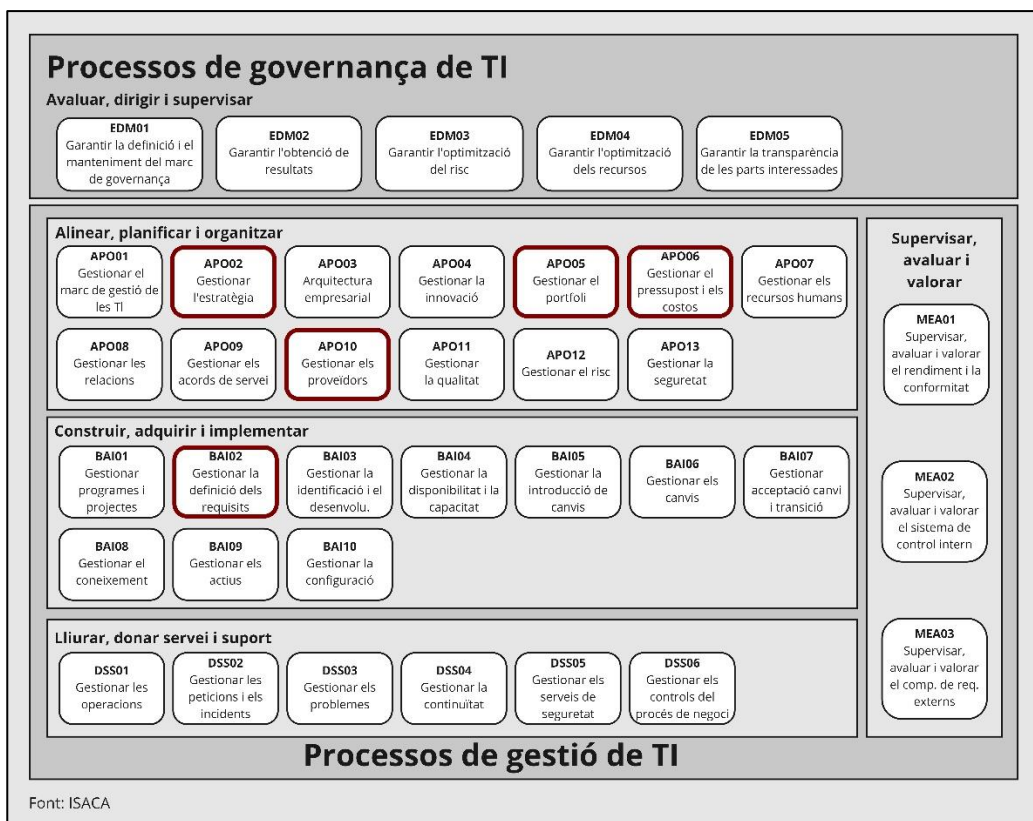 Processos de governança de TI
Avaluar, dirigir i supervisar
EDM01
Garantir la definició i el
manteniment del marc
de governança
EDM02
Garantir l'obtenció de
resultats
EDM03
Garantir l'optimització
del risc
EDM04
Garantir l'optimització
dels recursos
EDM05
Garantir la transparència
de les parts interessades
Alinear, planificar i organitzar
APO01
Gestionar el
marc de gestió de
les TI
APO02
Gestionar
l'estratègia
APO03
Arquitectura
empresarial
APO04
Gestionar la
innovació
APO05
Gestionar el
portfoli
APO06
Gestionar el
pressupost i els
costos
APO07
Gestionar els
recursos humans
APO08
Gestionar les
relacions
APO09
Gestionar els
acords de servei
APO10
Gestionar els
proveïdors
APO11
Gestionar
la qualitat
APO12
Gestionar el risc
APO13
Gestionar la
seguretat
Construir, adquirir i implementar
BAI01
Gestionar
programes i
projectes
BAI02
Gestionar la
definició dels
requisits
BAI03
Gestionar la
identificació i el
desenvolu.
BAI04
Gestionar la
disponibilitat i la
capacitat
BAI05
Gestionar la
introducció de
canvis
BAI06
Gestionar els
canvis
BAI07
Gestionar
acceptació canvi
i transició
BAI08
Gestionar el
coneixement
BAI09
Gestionar els
actius
BAI10
Gestionar la
configuració
Lliurar, donar servei i suport
DSS01
Gestionar les
operacions
DSS02
Gestionar les
peticions i els
incidents
DSS03
Gestionar els
problemes
DSS04
Gestionar la
continuïtat
DSS05
Gestionar els
serveis de
seguretat
DSS06
Gestionar els
controls del
procés de negoci
Supervisar,
avaluar i
valorar
MEA01
Supervisar,
avaluar i valorar
el rendiment i la
conformitat
MEA02
Supervisar,
avaluar i valorar
el sistema de
control intern
MEA03
Supervisar,
avaluar i valorar
el comp. de req.
externs
Processos de gestió de TI
Font: ISACA